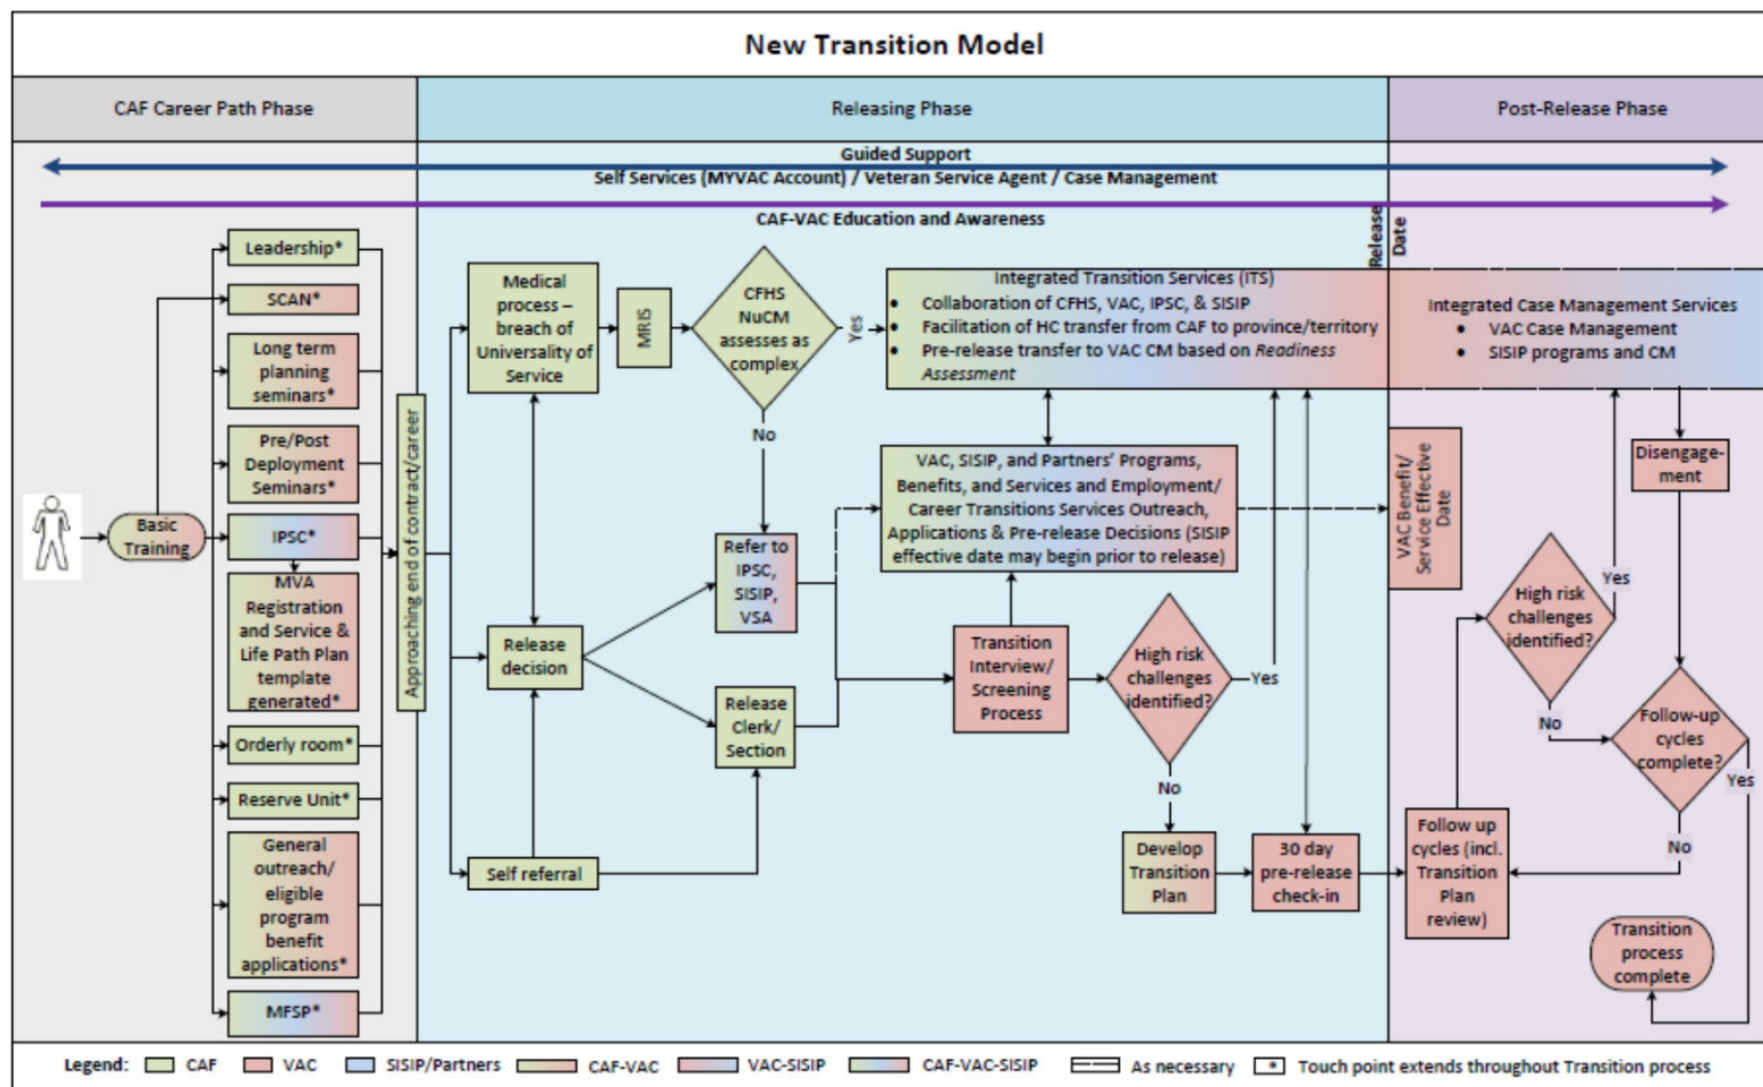 New Transition Model
CAF Career Path Phase
Releasing Phase
Post-Release Phase
Guided Support
Self Services (MYVAC Account) / Veteran Service Agent / Case Management
CAF-VAC Education and Awareness
Release
Date
Basic
Training
Leadership*
SCAN*
Long term
planning
seminars*
Pre/Post
Deployment
Seminars*
IPSC*
MVA
Registration
and Service &
Life Path Plan
template
generated*
Orderly room*
Reserve Unit*
General
outreach/
eligible
program
benefit
applications*
MFSP*
Approaching end of contract/career
Medical
process –
breach of
Universality of
Service
MRIS
CFHS
NuCM
assesses as
complex
Yes
No
Release
decision
Self referral
Refer to
IPSC,
SISIP,
VSA
Release
Clerk/
Section
Integrated Transition Services (ITS)
• Collaboration of CFHS, VAC, IPSC, & SISIP
• Facilitation of HC transfer from CAF to province/territory
• Pre-release transfer to VAC CM based on Readiness
Assessment
VAC, SISIP, and Partners' Programs,
Benefits, and Services and Employment/
Career Transitions Services Outreach,
Applications & Pre-release Decisions (SISIP
effective date may begin prior to release)
Transition
Interview/
Screening
Process
High risk
challenges
identified?
Yes
No
Develop
Transition
Plan
30 day
pre-release
check-in
Integrated Case Management Services
• VAC Case Management
• SISIP programs and CM
VAC Benefit/
Service Effective
Date
Disengage-
ment
High risk
challenges
identified?
Yes
No
Follow-up
cycles
complete?
Yes
No
Follow up
cycles (incl.
Transition
Plan
review)
Transition
process
complete
Legend: CAF VAC SISIP/Partners CAF-VAC VAC-SISIP CAF-VAC-SISIP As necessary * Touch point extends throughout Transition process